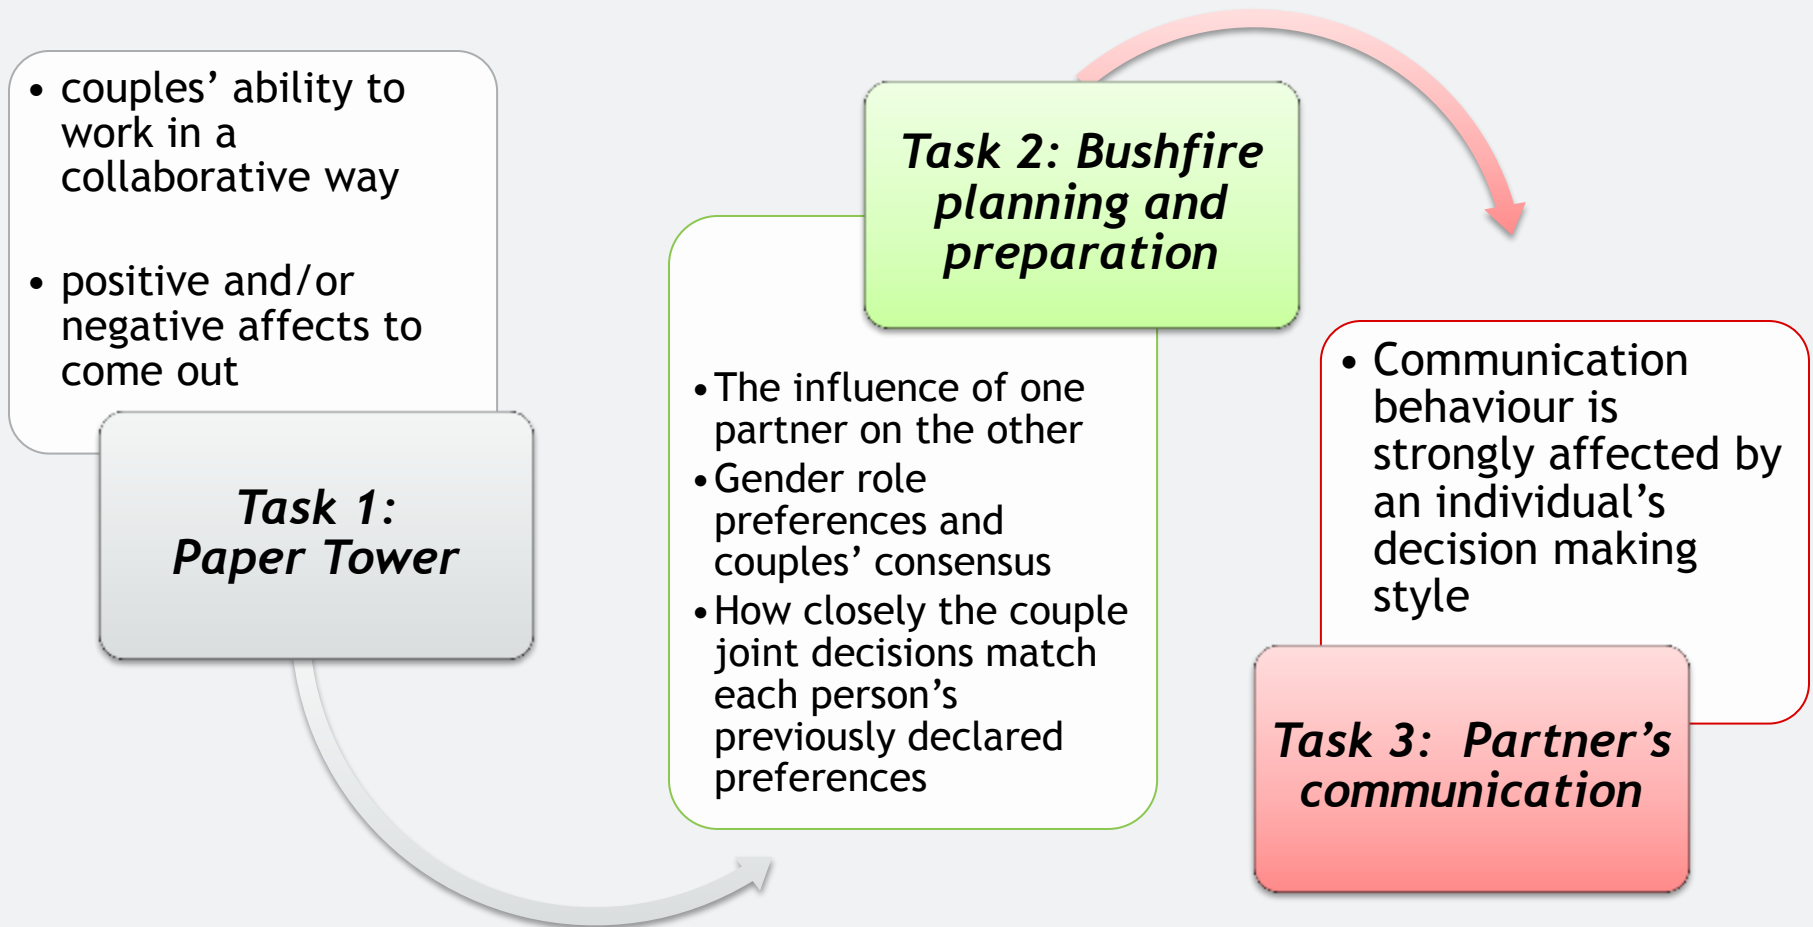 • couples’ ability to
work in a
collaborative way
• positive and/or
negative affects to
come out
Task 1:
Paper Tower
Task 2: Bushfire
planning and
preparation
•The influence of one
partner on the other
•Gender role
preferences and
couples’ consensus
•How closely the couple
joint decisions match
each person’s
previously declared
preferences
• Communication
behaviour is
strongly affected by
an individual’s
decision making
style
Task 3:  Partner’s
communication